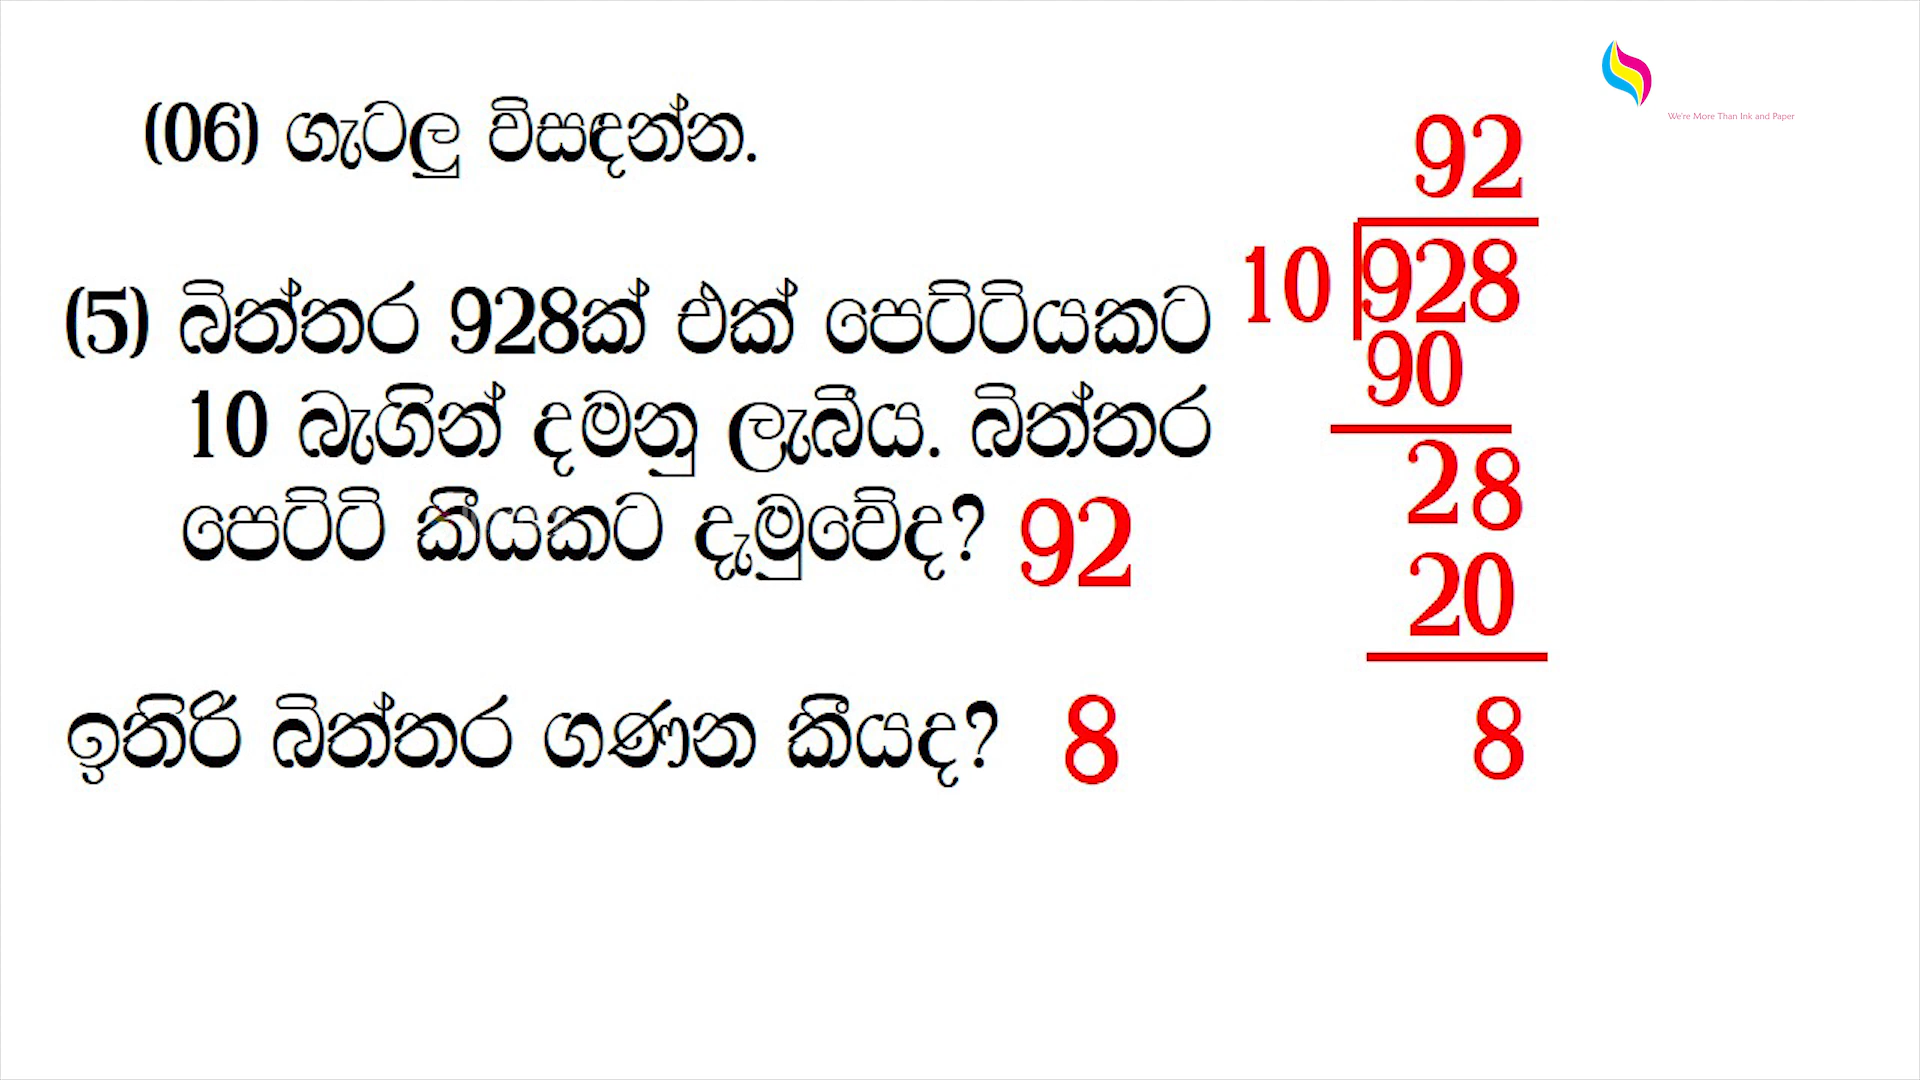 We're More Than Ink and Paper
(06) ගැටලු විසඳන්න.
(5) බිත්තර 928ක් එක් පෙට්ටියකට
10 බැගින් දමනු ලැබීය. බිත්තර
පෙට්ටි කීයකට දැමුවේද? 92
ඉතිරි බිත්තර ගණන කීයද? 8
92
10 928
90
28
20
8